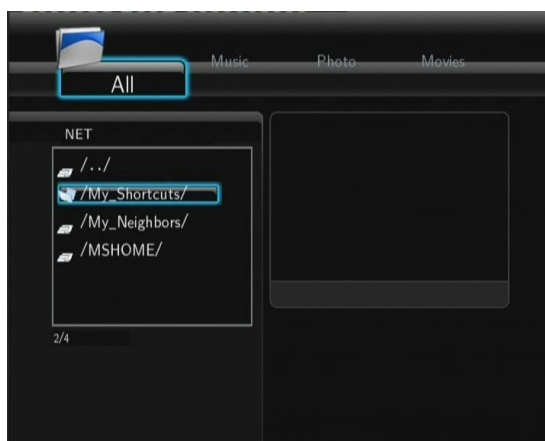 All
Music
Photo
Movies
NET
/../
/My_Shortcuts/
/My_Neighbors/
/MSHOME/
2/4